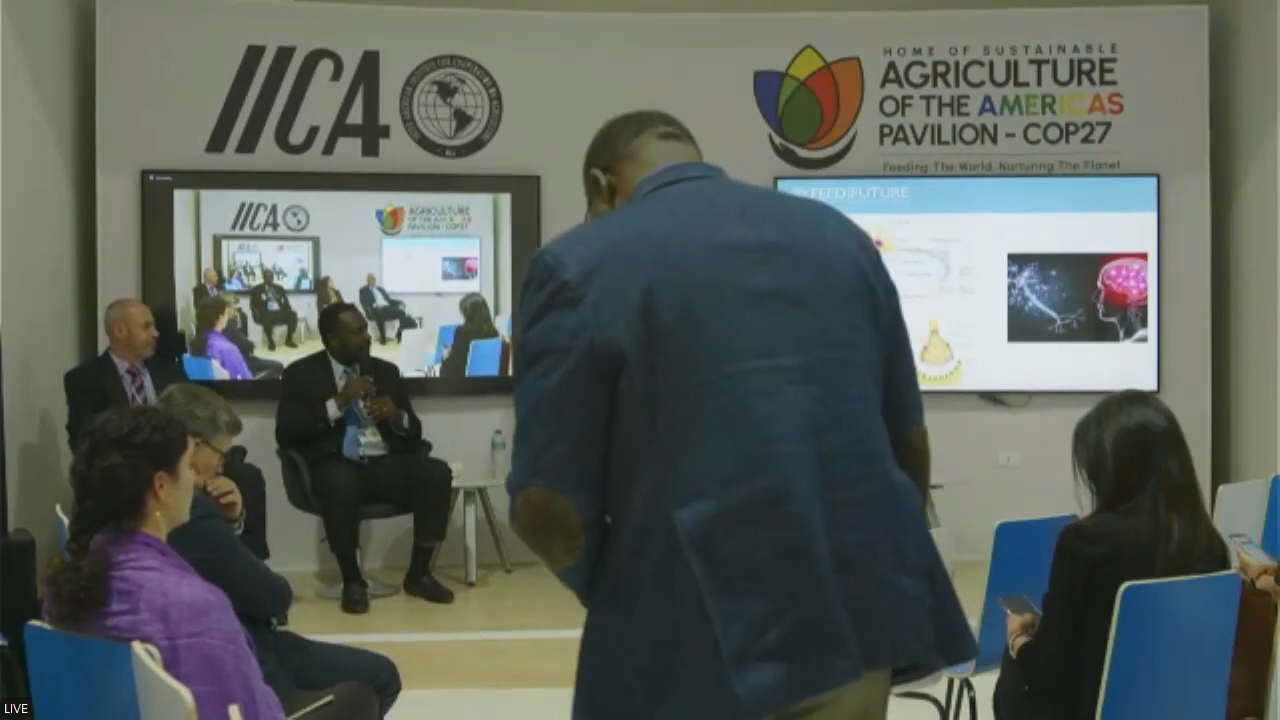 IICA
HOME OF SUSTAINABLE
AGRICULTURE
OF THE AMERICAS
PAVILION - COP27
Feeding The World, Nurturing The Planet
IICA
AGRICULTURE
OF THE AMERICAS
PAVILION - COP27
FEED FUTURE
LIVE